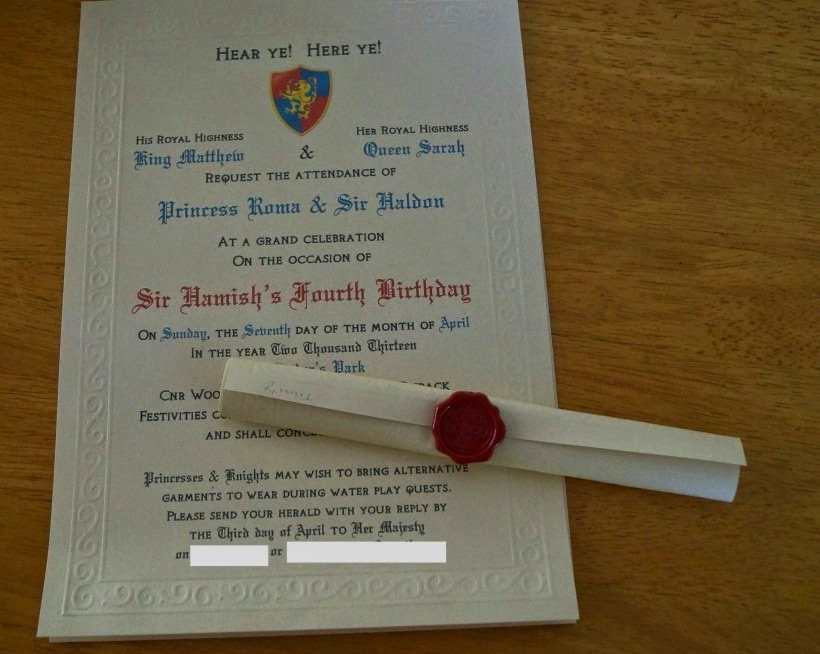 Hear ye! Here ye!
His Royal Highness
Her Royal Highness
King Matthew & Queen Sarah
Request the attendance of
Princess Roma & Sir Haldon
At a grand celebration
On the occasion of
Sir Hamish's Fourth Birthday
On Sunday, the Seventh day of the month of April
In the year Two Thousand Thirteen
Park
Cnr Woo
Festivities co
and shall conc
Princesses & Knights may wish to bring alternative
garments to wear during water play quests.
Please send your herald with your reply by
the Third day of April to Her Majesty
on or